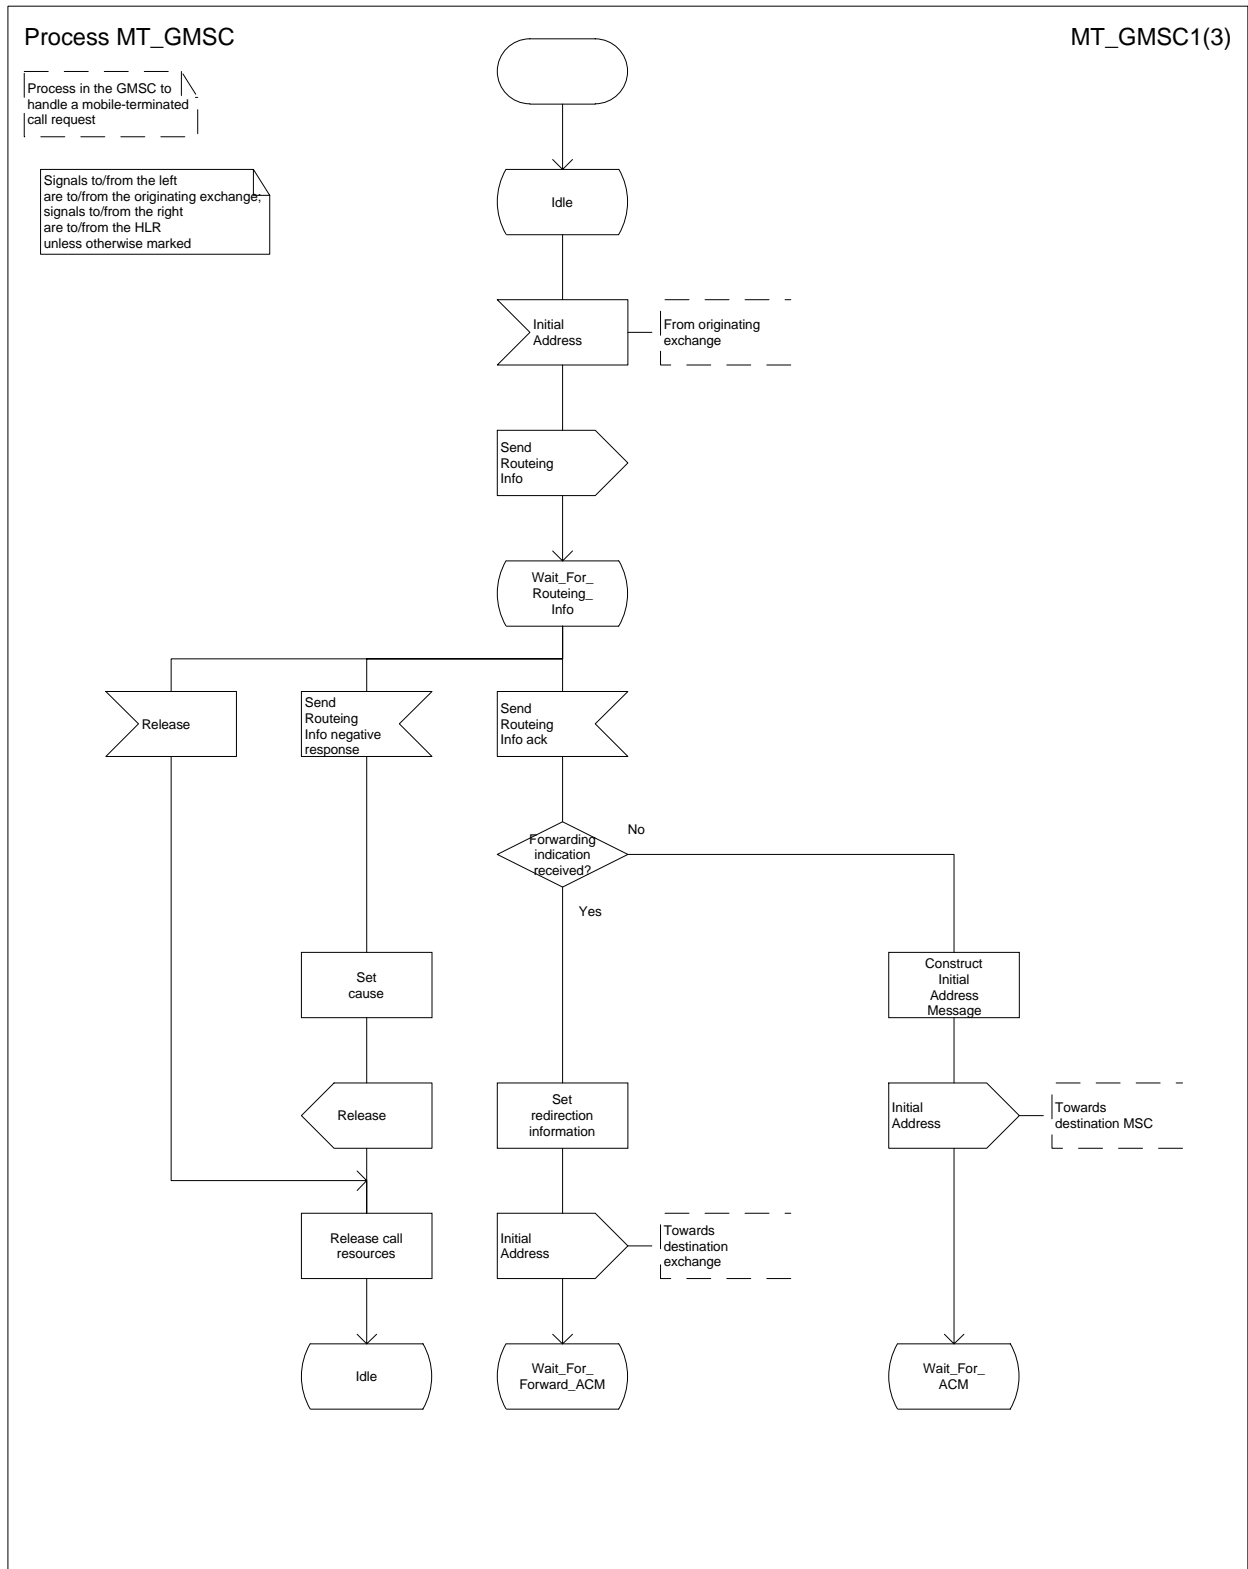 Process MT_GMSC
MT_GMSC1(3)
Process in the GMSC to
handle a mobile-terminated
call request
Signals to/from the left
are to/from the originating exchange;
signals to/from the right
are to/from the HLR
unless otherwise marked
Idle
Initial
Address
From originating
exchange
Send
Routeing
Info
Wait_For_
Routeing_
Info
Release
Send
Routeing
Info negative
response
Send
Routeing
Info ack
Forwarding
indication
received?
No
Yes
Set
cause
Construct
Initial
Address
Message
Release
Set
redirection
information
Initial
Address
Towards
destination MSC
Release call
resources
Initial
Address
Towards
destination
exchange
Idle
Wait_For_
Forward_ACM
Wait_For_
ACM